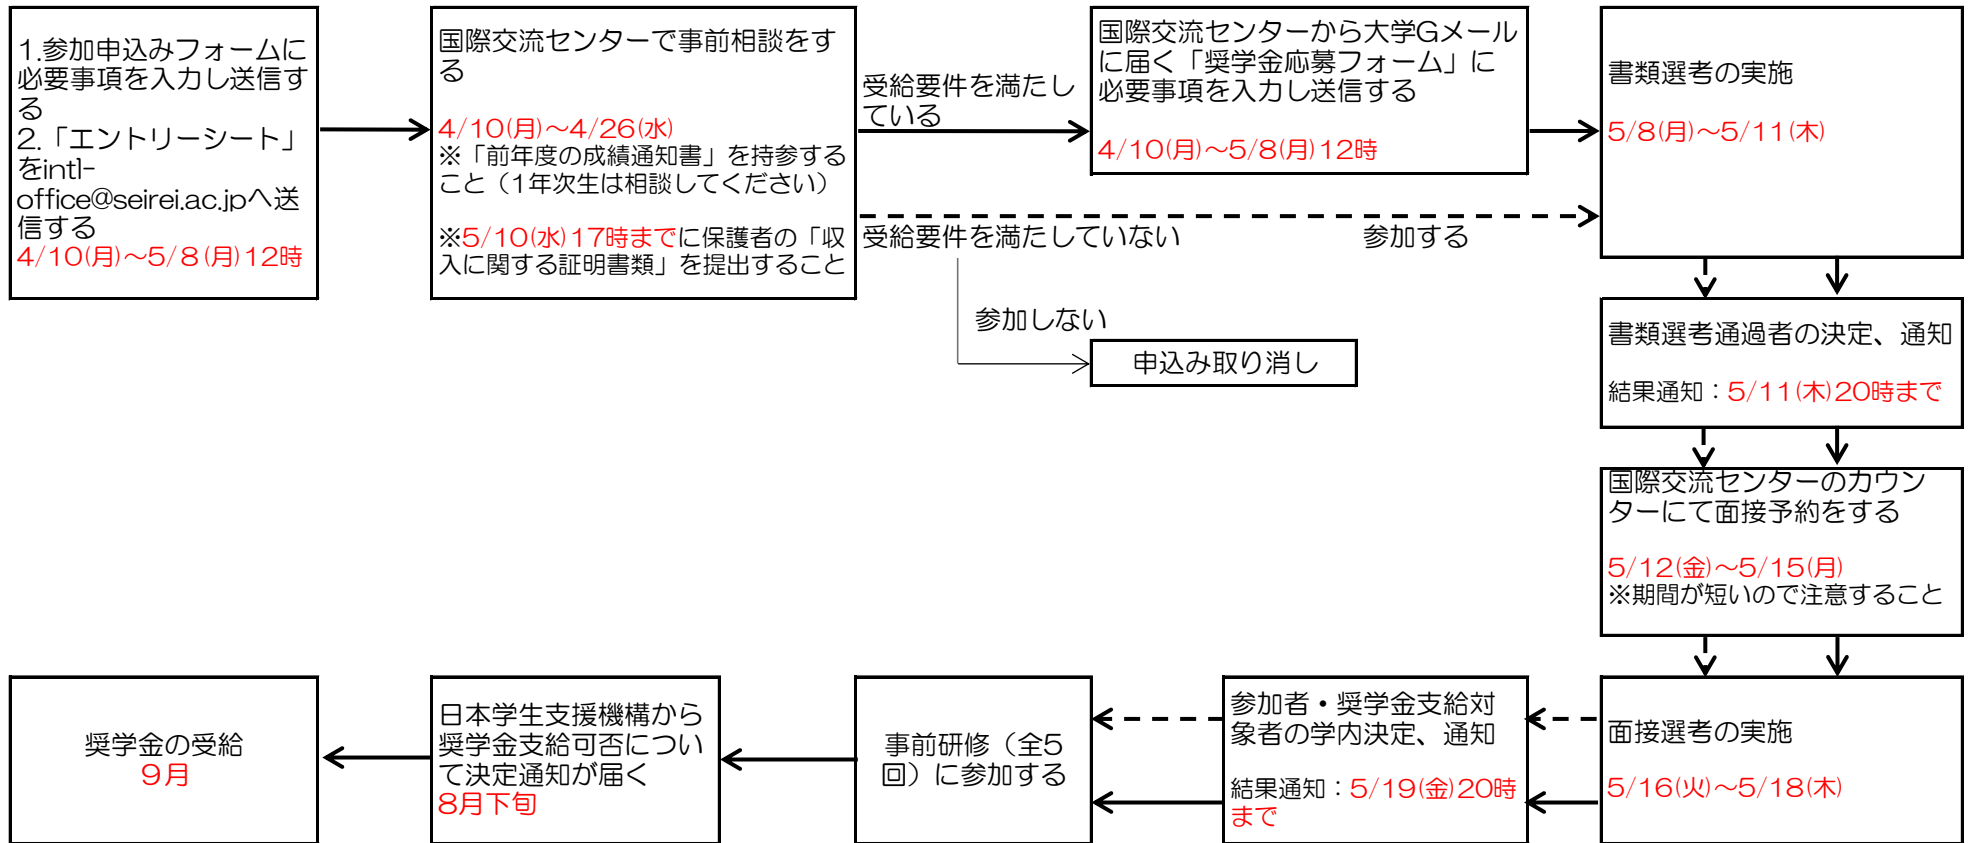 1.参加申込みフォームに
必要事項を入力し送信す
る
2.「エントリーシート」
をintl-
office@seirei.ac.jpへ送
信する
4/10(月)～5/8(月)12時
国際交流センターで事前相談をす
る
4/10(月)～4/26(水)
※「前年度の成績通知書」を持参する
こと（1年次生は相談してください）
※5/10(水)17時までに保護者の「収
入に関する証明書類」を提出すること
受給要件を満たし
ている
国際交流センターから大学Gメール
に届く「奨学金応募フォーム」に
必要事項を入力し送信する
4/10(月)～5/8(月)12時
書類選考の実施
5/8(月)～5/11(木)
受給要件を満たしていない
参加する
参加しない
申込み取り消し
書類選考通過者の決定、通知
結果通知：5/11(木)20時まで
国際交流センターのカウン
ターにて面接予約をする
5/12(金)～5/15(月)
※期間が短いので注意すること
面接選考の実施
5/16(火)～5/18(木)
参加者・奨学金支給対
象者の学内決定、通知
結果通知：5/19(金)20時
まで
事前研修（全5
回）に参加する
日本学生支援機構から
奨学金支給可否につい
て決定通知が届く
8月下旬
奨学金の受給
9月